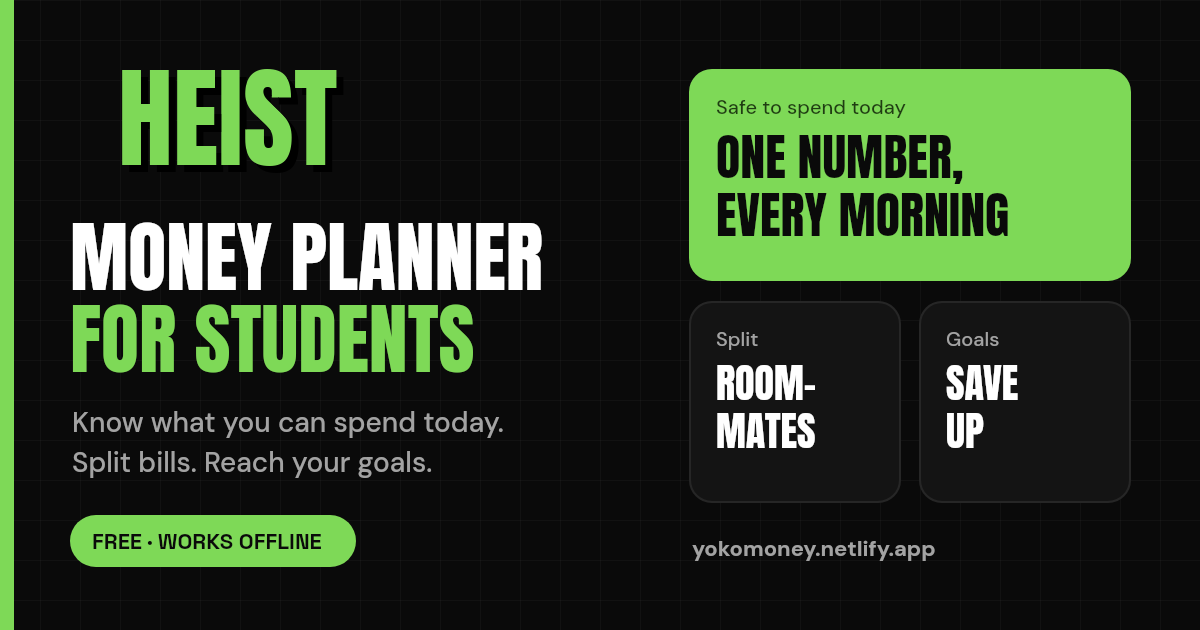 HEIST
MONEY PLANNER
FOR STUDENTS
Know what you can spend today.
Split bills. Reach your goals.
FREE · WORKS OFFLINE
Safe to spend today
ONE NUMBER,
EVERY MORNING
Split
ROOM-
MATES
Goals
SAVE
UP
yokomoney.netlify.app